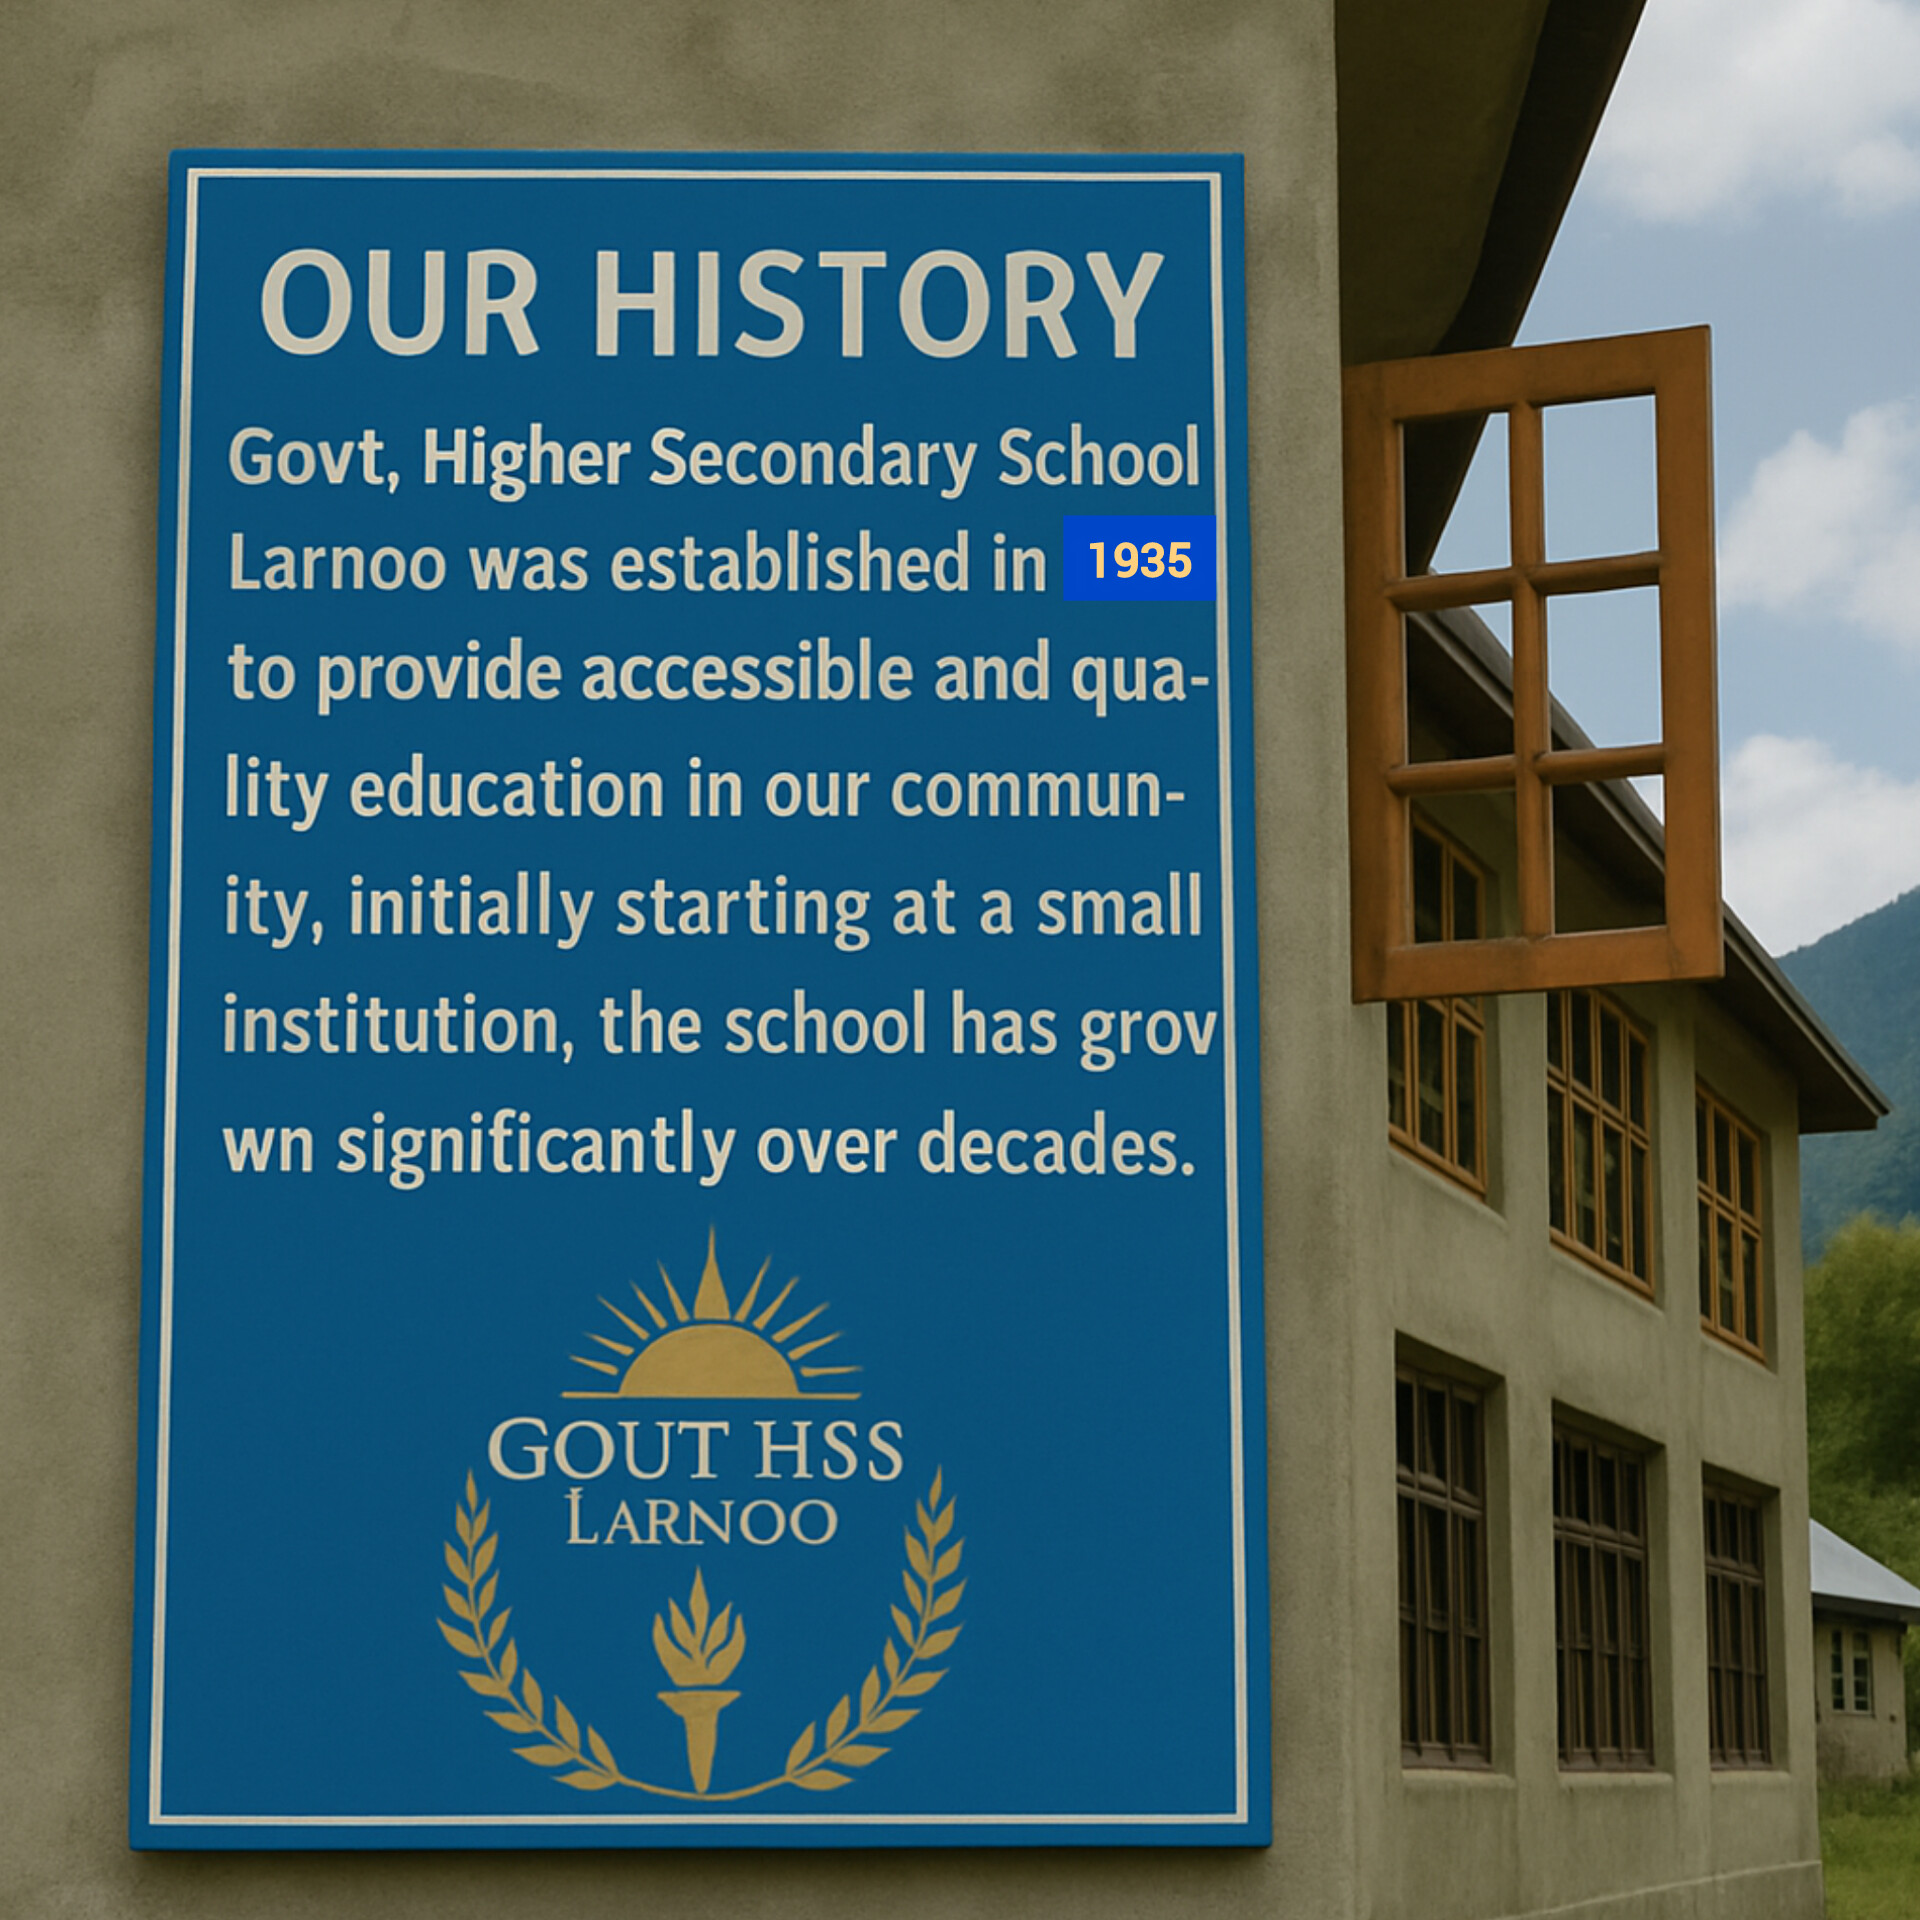 OUR HISTORY
Govt, Higher Secondary School
Larnoo was established in 1935
to provide accessible and qua-
lity education in our commun-
ity, initially starting at a small
institution, the school has grov
wn significantly over decades.
GOUT HSS
LARNOO